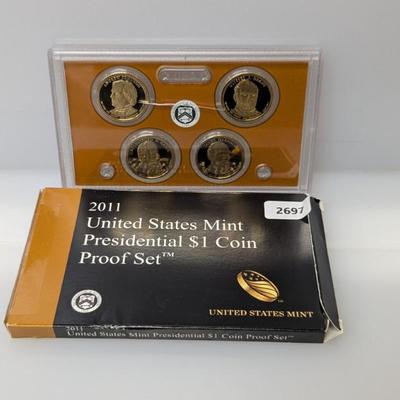 2011
United States Mint
Presidential $1 Coin
Proof Set™
2697
UNITED STATES MINT
2011 United States Mint Presidential $1 Coin Proof Set™